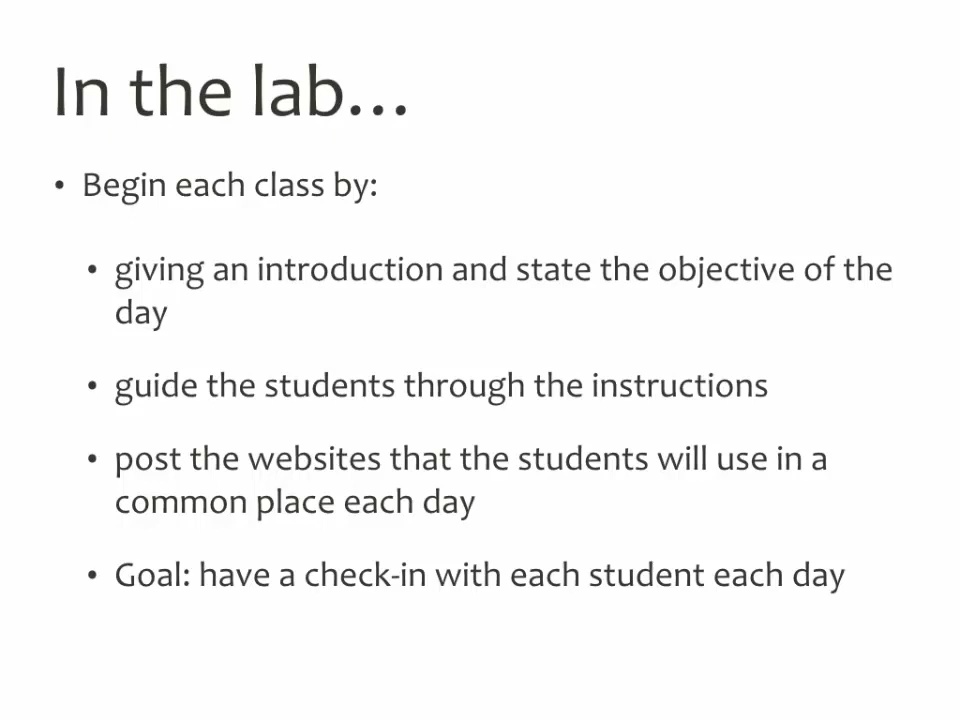 In the lab…
• Begin each class by:
• giving an introduction and state the objective of the
day
• guide the students through the instructions
• post the websites that the students will use in a
common place each day
• Goal: have a check-in with each student each day